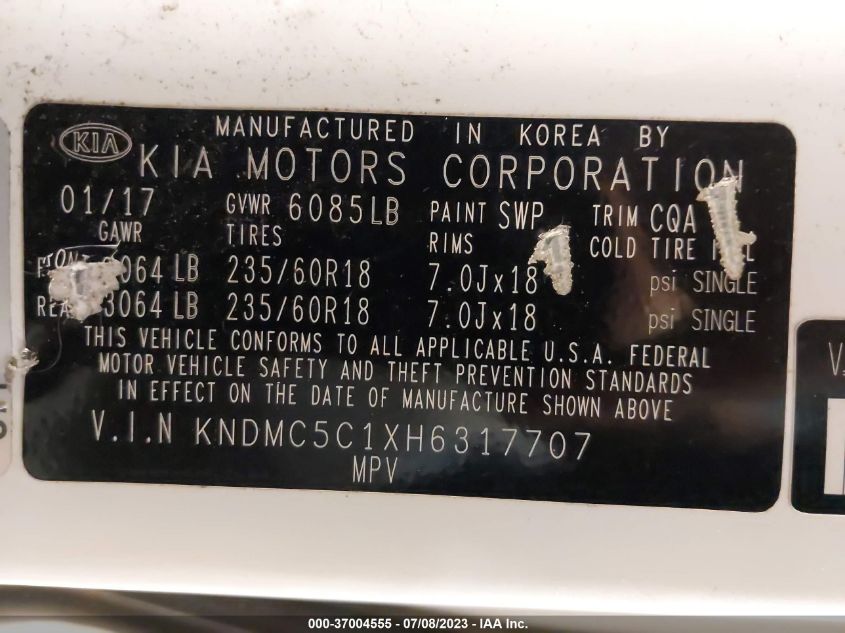 KIA
MANUFACTURED IN KOREA BY
KIA MOTORS CORPORATION
01/17 GVWR 6085LB PAINT SWP TRIM CQA
GAWR TIRES RIMS COLD TIRE
LB 235/60R18 7.0Jx18 psi SINGLE
3064 LB 235/60R18 7.0Jx18 psi SINGLE
THIS VEHICLE CONFORMS TO ALL APPLICABLE U.S.A. FEDERAL
MOTOR VEHICLE SAFETY AND THEFT PREVENTION STANDARDS
IN EFFECT ON THE DATE OF MANUFACTURE SHOWN ABOVE
V.I.N KNDMC5C1XH6317707
MPV
000-37004555 - 07/08/2023 - IAA Inc.